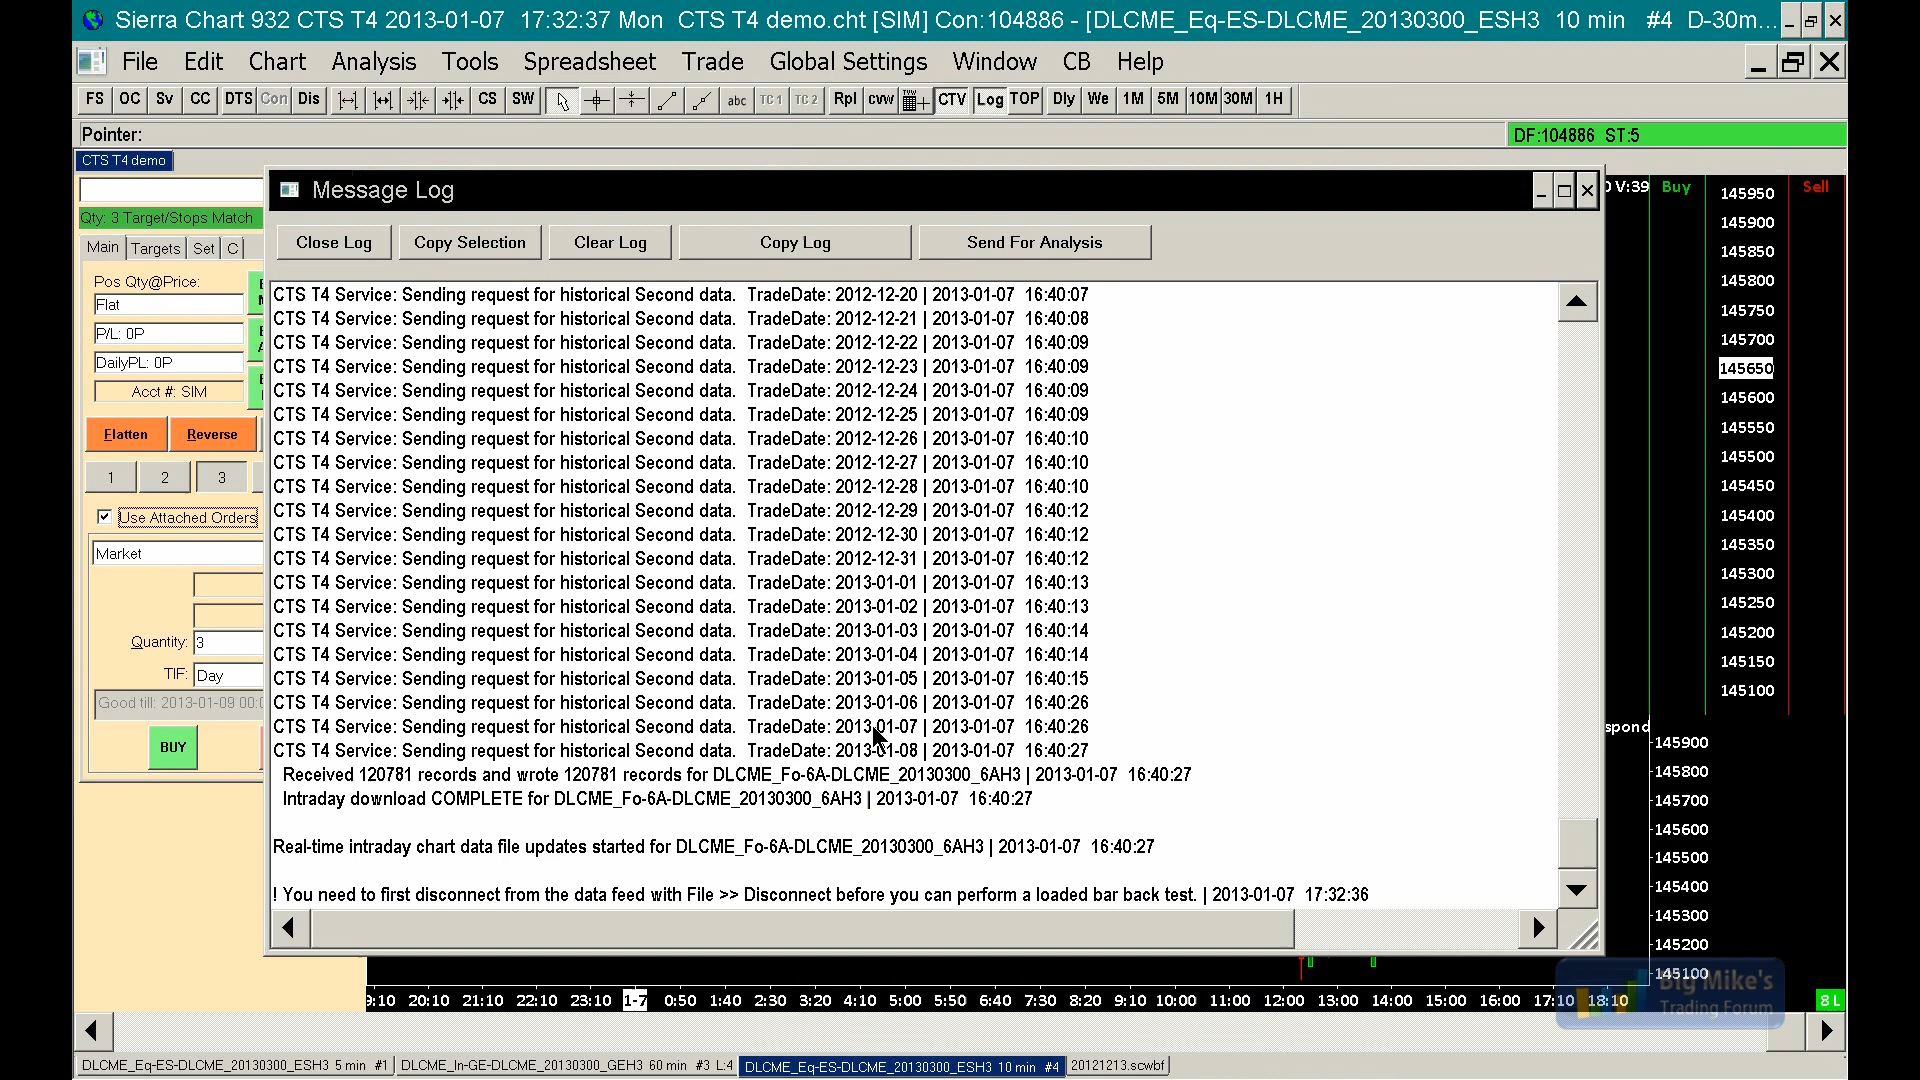 Sierra Chart 932 CTS T4 2013-01-07  17:32:37 Mon  CTS T4 demo.cht [SIM] Con:104886 - [DLCME_Eq-ES-DLCME_20130300_ESH3  10 min  #4  D-30m...
File Edit Chart Analysis Tools Spreadsheet Trade Global Settings Window CB Help
FS OC Sv CC DTS Con Dis CS SW abc TC 1 TC 2 Rpl cvw CTV Log TOP Dly We 1M 5M 10M 30M 1H
Pointer:
DF:104886  ST:5
CTS T4 demo
Message Log
Close Log Copy Selection Clear Log Copy Log Send For Analysis
CTS T4 Service: Sending request for historical Second data.  TradeDate: 2012-12-20 | 2013-01-07  16:40:07
CTS T4 Service: Sending request for historical Second data.  TradeDate: 2012-12-21 | 2013-01-07  16:40:08
CTS T4 Service: Sending request for historical Second data.  TradeDate: 2012-12-22 | 2013-01-07  16:40:09
CTS T4 Service: Sending request for historical Second data.  TradeDate: 2012-12-23 | 2013-01-07  16:40:09
CTS T4 Service: Sending request for historical Second data.  TradeDate: 2012-12-24 | 2013-01-07  16:40:09
CTS T4 Service: Sending request for historical Second data.  TradeDate: 2012-12-25 | 2013-01-07  16:40:09
CTS T4 Service: Sending request for historical Second data.  TradeDate: 2012-12-26 | 2013-01-07  16:40:10
CTS T4 Service: Sending request for historical Second data.  TradeDate: 2012-12-27 | 2013-01-07  16:40:10
CTS T4 Service: Sending request for historical Second data.  TradeDate: 2012-12-28 | 2013-01-07  16:40:10
CTS T4 Service: Sending request for historical Second data.  TradeDate: 2012-12-29 | 2013-01-07  16:40:12
CTS T4 Service: Sending request for historical Second data.  TradeDate: 2012-12-30 | 2013-01-07  16:40:12
CTS T4 Service: Sending request for historical Second data.  TradeDate: 2012-12-31 | 2013-01-07  16:40:12
CTS T4 Service: Sending request for historical Second data.  TradeDate: 2013-01-01 | 2013-01-07  16:40:13
CTS T4 Service: Sending request for historical Second data.  TradeDate: 2013-01-02 | 2013-01-07  16:40:13
CTS T4 Service: Sending request for historical Second data.  TradeDate: 2013-01-03 | 2013-01-07  16:40:14
CTS T4 Service: Sending request for historical Second data.  TradeDate: 2013-01-04 | 2013-01-07  16:40:14
CTS T4 Service: Sending request for historical Second data.  TradeDate: 2013-01-05 | 2013-01-07  16:40:15
CTS T4 Service: Sending request for historical Second data.  TradeDate: 2013-01-06 | 2013-01-07  16:40:26
CTS T4 Service: Sending request for historical Second data.  TradeDate: 2013-01-07 | 2013-01-07  16:40:26
CTS T4 Service: Sending request for historical Second data.  TradeDate: 2013-01-08 | 2013-01-07  16:40:27
Received 120781 records and wrote 120781 records for DLCME_Fo-6A-DLCME_20130300_6AH3 | 2013-01-07  16:40:27
Intraday download COMPLETE for DLCME_Fo-6A-DLCME_20130300_6AH3 | 2013-01-07  16:40:27
Real-time intraday chart data file updates started for DLCME_Fo-6A-DLCME_20130300_6AH3 | 2013-01-07  16:40:27
! You need to first disconnect from the data feed with File >> Disconnect before you can perform a loaded bar back test. | 2013-01-07  17:32:36
Qty: 3 Target/Stops Match
Main Targets Set C
Pos Qty@Price:
Flat
P/L: 0P
DailyPL: 0P
Acct #: SIM
Flatten Reverse
1 2 3
Use Attached Orders
Market
Quantity: 3
TIF: Day
Good till: 2013-01-09 00:0
BUY
0 V:39 Buy Sell
145950
145900
145850
145800
145750
145700
145650
145600
145550
145500
145450
145400
145350
145300
145250
145200
145150
145100
spond
145900
145800
145700
145600
145500
145400
145300
145200
145100
Big Mike's
Trading Forum
9:10 20:10 21:10 22:10 23:10 1-7 0:50 1:40 2:30 3:20 4:10 5:00 5:50 6:40 7:30 8:20 9:10 10:00 11:00 12:00 13:00 14:00 15:00 16:00 17:10 18:10
8 L
DLCME_Eq-ES-DLCME_20130300_ESH3  5 min  #1 DLCME_In-GE-DLCME_20130300_GEH3  60 min  #3  L:4 DLCME_Eq-ES-DLCME_20130300_ESH3  10 min  #4 20121213.scwbf